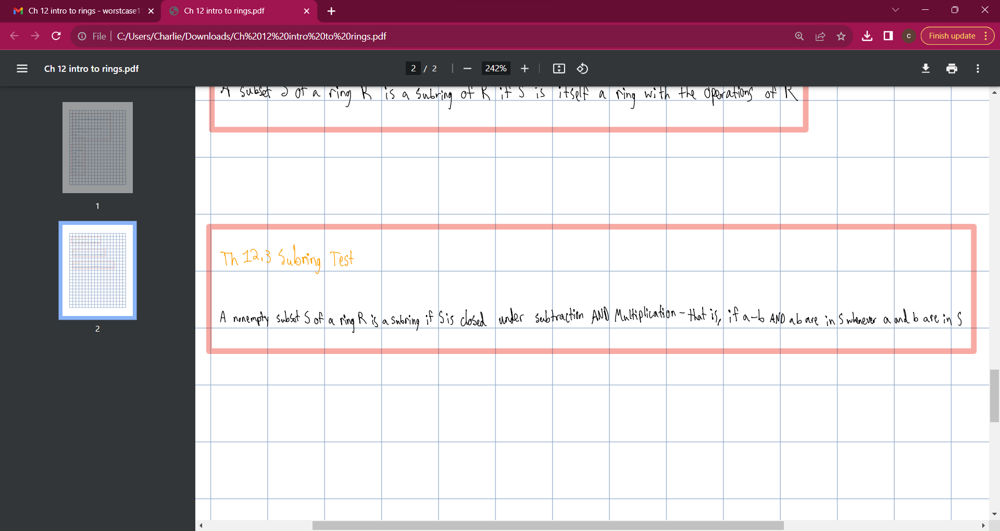 Ch 12 intro to rings - worstcase1
Ch 12 intro to rings.pdf
File
C:/Users/Charlie/Downloads/Ch%2012%20intro%20to%20rings.pdf
C
Finish update
Ch 12 intro to rings.pdf
2 / 2
242%
A subset S of a ring R is a subring of R if S is itself a ring with the operations of R
1
Th 12.3 Subring Test
A nonempty subset S of a ring R is a subring if S is closed under subtraction AND Multiplication - that is, if a-b AND ab are in S whenever a and b are in S
2